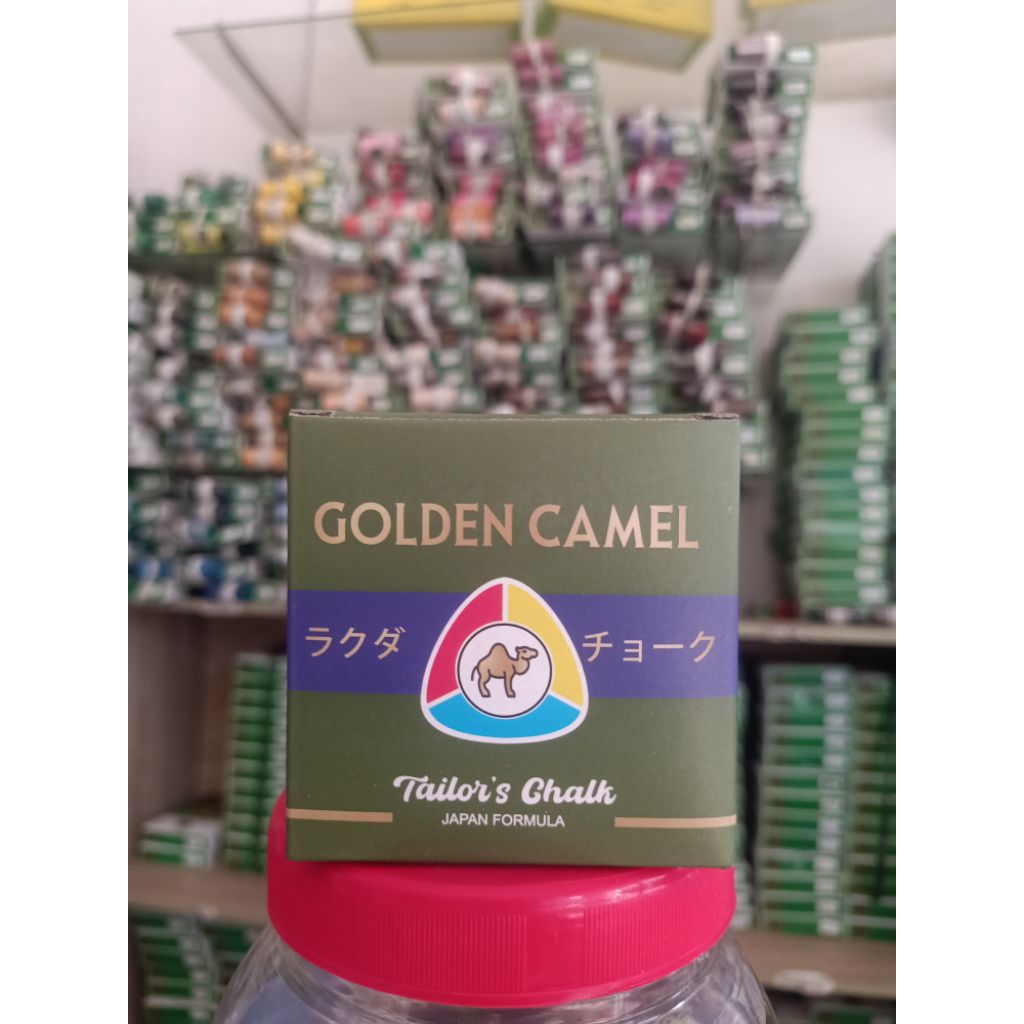 GOLDEN CAMEL
ラクダ チョーク
Tailor's Chalk
JAPAN FORMULA